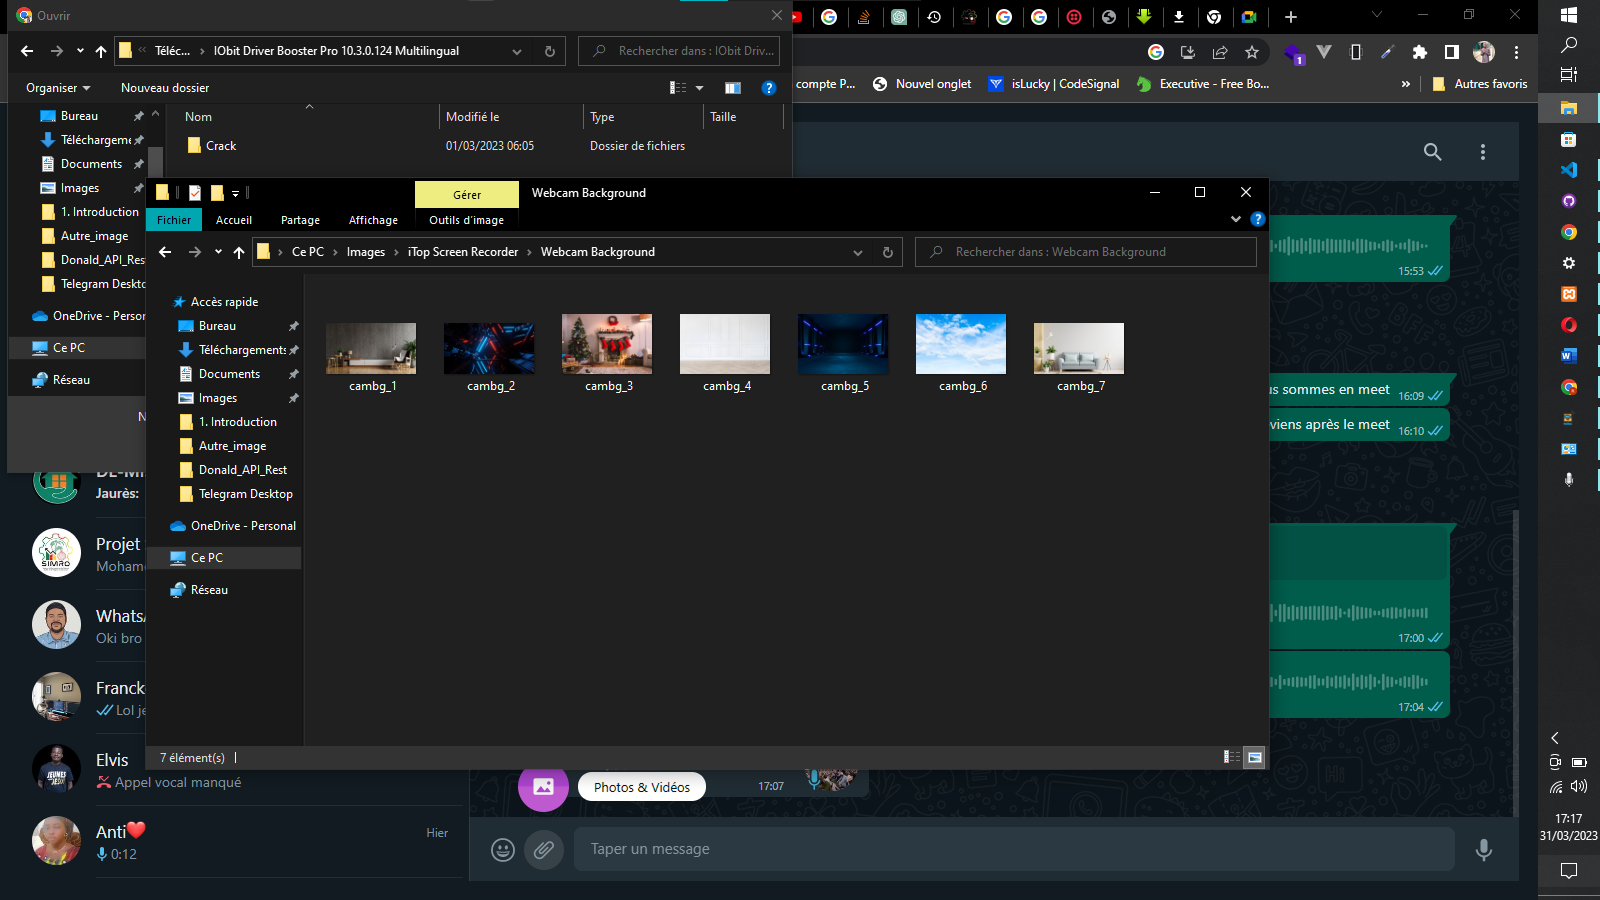 Ouvrir
Téléc... › IObit Driver Booster Pro 10.3.0.124 Multilingual
Rechercher dans : IObit Driv...
Organiser
Nouveau dossier
Nom
Modifié le
Type
Taille
Crack
01/03/2023 06:05
Dossier de fichiers
Bureau
Téléchargeme
Documents
Images
1. Introduction
Autre_image
Donald_API_Res
Telegram Deskto
OneDrive - Person
Ce PC
Réseau
N
compte P...
Nouvel onglet
isLucky | CodeSignal
Executive - Free Bo...
»
Autres favoris
1
Gérer
Webcam Background
Fichier
Accueil
Partage
Affichage
Outils d'image
Ce PC › Images › iTop Screen Recorder › Webcam Background
Rechercher dans : Webcam Background
Accès rapide
Bureau
Téléchargements
Documents
Images
1. Introduction
Autre_image
Donald_API_Rest
Telegram Desktop
OneDrive - Personal
Ce PC
Réseau
cambg_1
cambg_2
cambg_3
cambg_4
cambg_5
cambg_6
cambg_7
7 élément(s)
Jaurès:
Projet
SIMRO
Mohame
Whats
Oki bro
Franck
Lol je
Elvis
Appel vocal manqué
Anti❤️
Hier
0:12
15:53
us sommes en meet
16:09
viens après le meet
16:10
17:00
17:04
Photos & Vidéos
17:07
Taper un message
17:17
31/03/2023